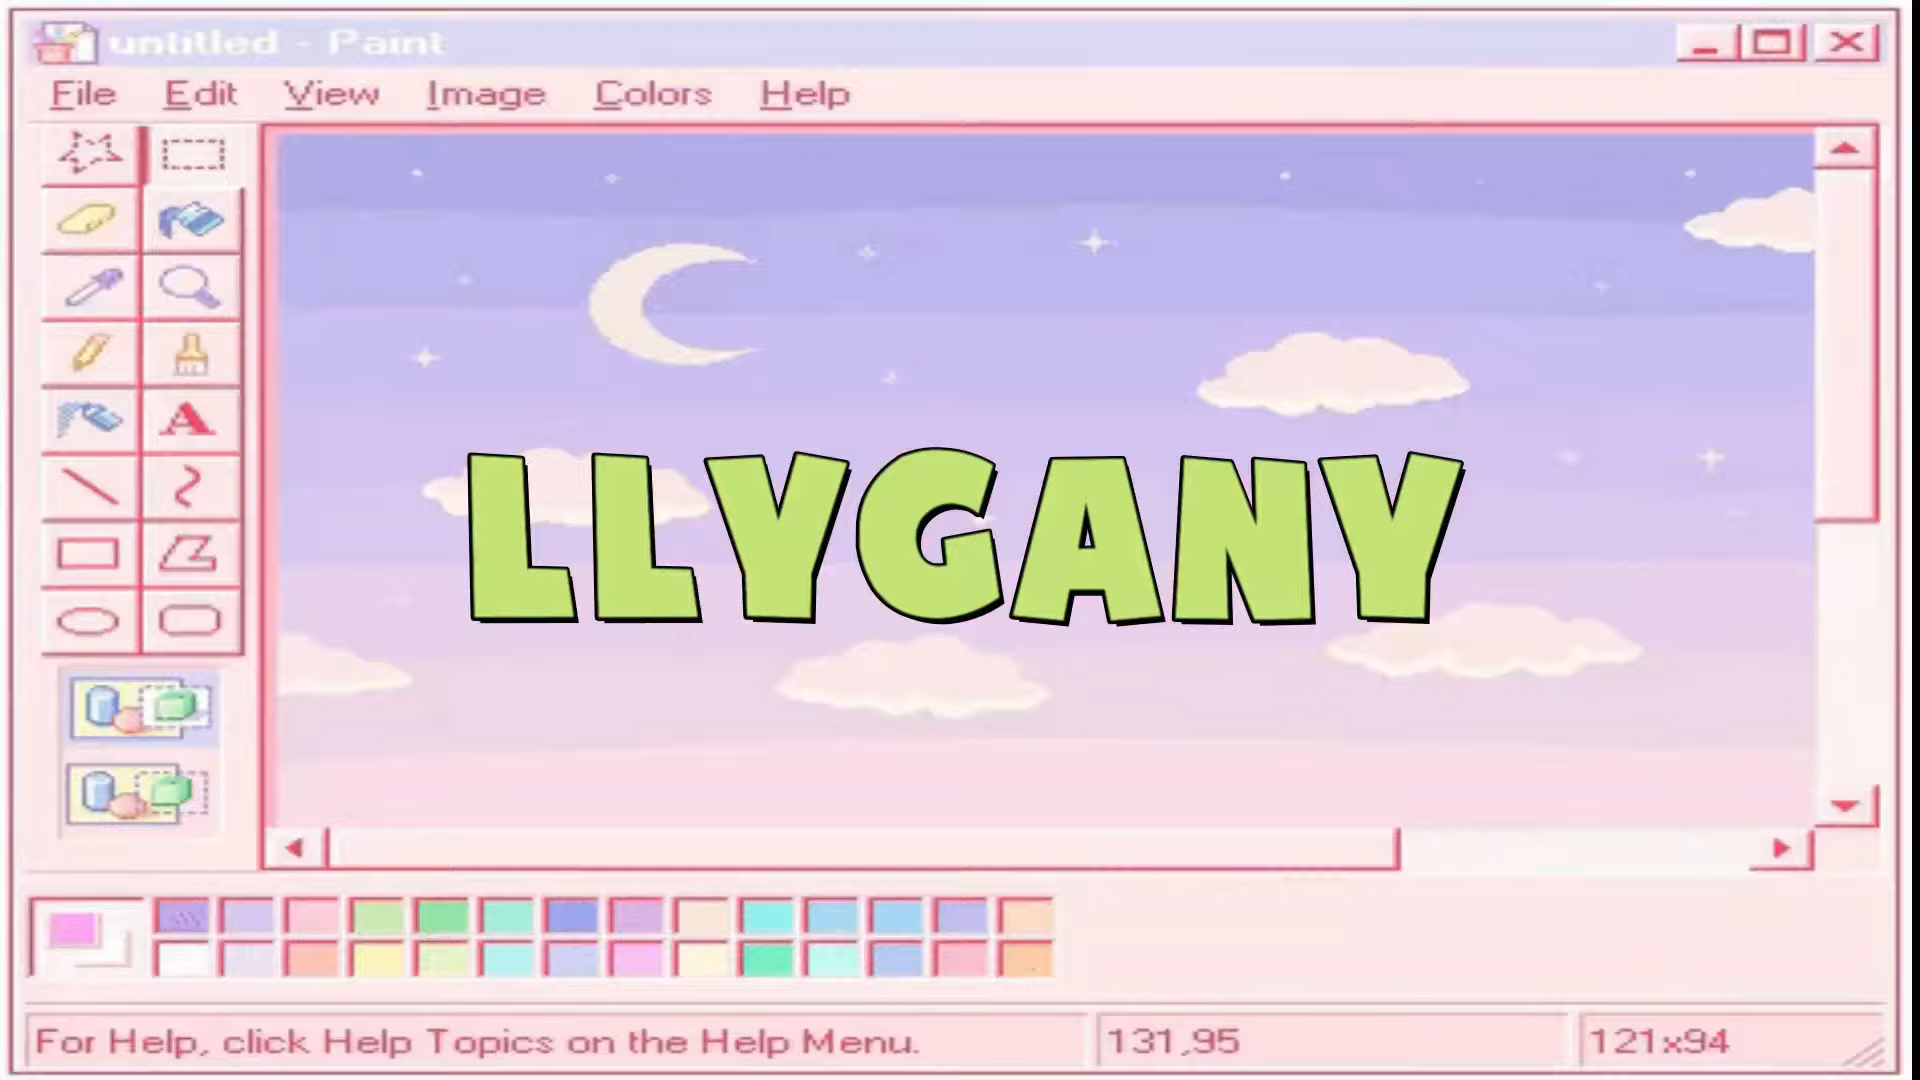 untitled - Paint
File Edit View Image Colors Help
A
LLYGANY
For Help, click Help Topics on the Help Menu.
131,95
121x94